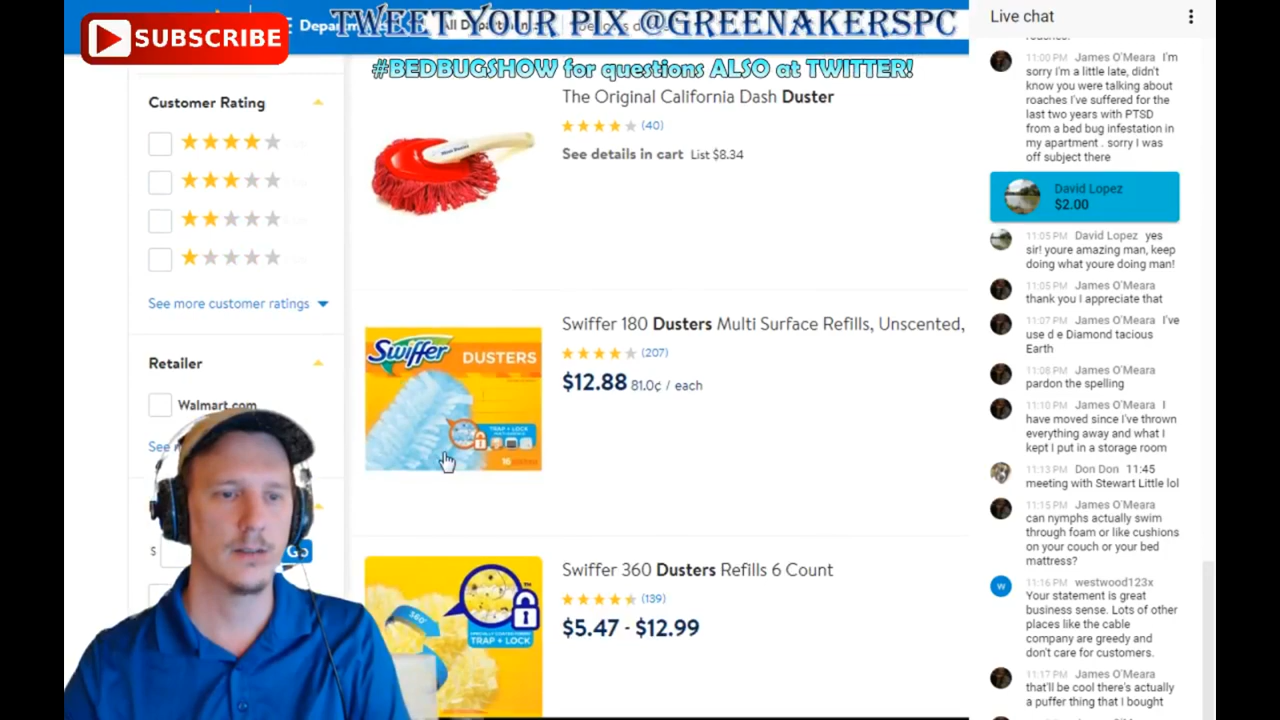 SUBSCRIBE
TWEET YOUR PIX @GREENAKERSPC
#BEDBUGSHOW for questions ALSO at TWITTER!
Customer Rating
See more customer ratings
Retailer
Walmart.com
$
Go
The Original California Dash Duster
(40)
See details in cart List $8.34
Swiffer
DUSTERS
TRAP + LOCK
Swiffer 180 Dusters Multi Surface Refills, Unscented,
(207)
$12.88 81.0¢ / each
360°
TRAP + LOCK
Swiffer 360 Dusters Refills 6 Count
(139)
$5.47 - $12.99
Live chat
11:00 PM James O'Meara I'm
sorry I'm a little late, didn't
know you were talking about
roaches I've suffered for the
last two years with PTSD
from a bed bug infestation in
my apartment . sorry I was
off subject there
David Lopez
$2.00
11:05 PM David Lopez yes
sir! youre amazing man, keep
doing what youre doing man!
11:05 PM James O'Meara
thank you I appreciate that
11:07 PM James O'Meara I've
use d e Diamond tacious
Earth
11:08 PM James O'Meara
pardon the spelling
11:10 PM James O'Meara I
have moved since I've thrown
everything away and what I
kept I put in a storage room
11:13 PM Don Don 11:45
meeting with Stewart Little lol
11:15 PM James O'Meara
can nymphs actually swim
through foam or like cushions
on your couch or your bed
mattress?
W
11:16 PM westwood123x
Your statement is great
business sense. Lots of other
places like the cable
company are greedy and
don't care for customers.
11:17 PM James O'Meara
that'll be cool there's actually
a puffer thing that I bought